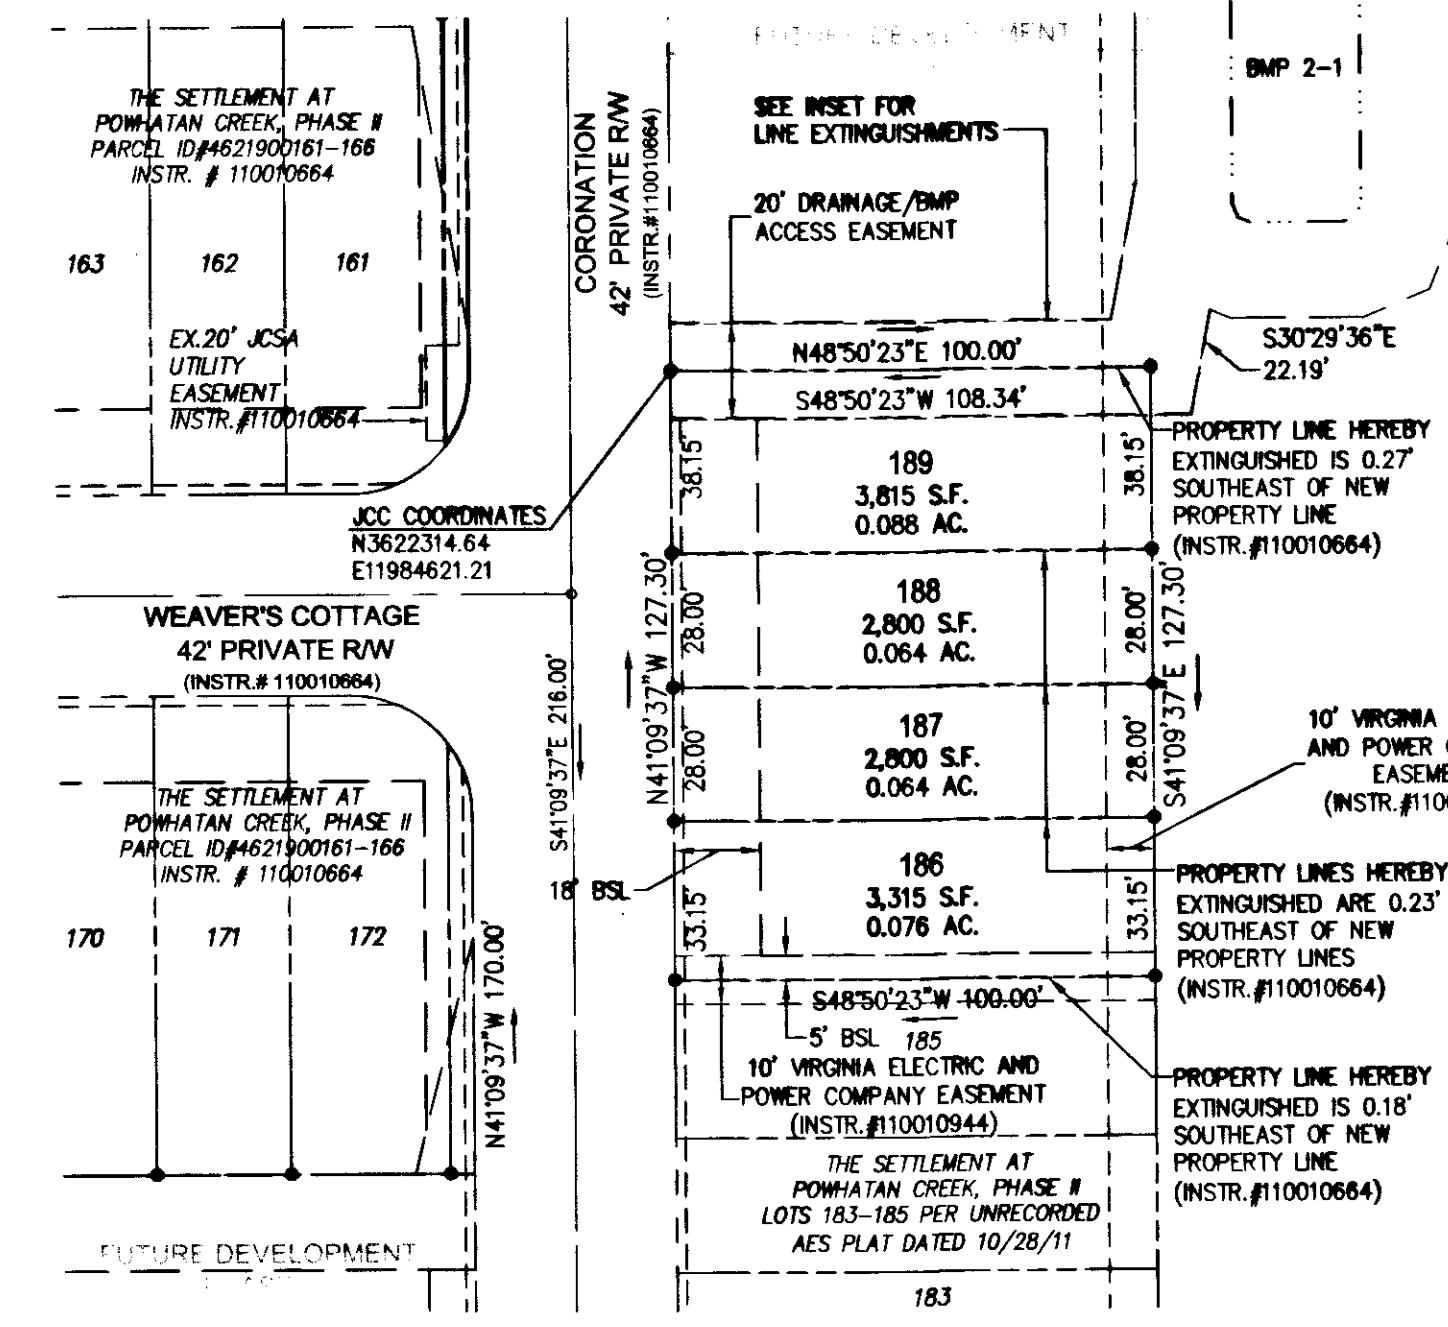 FUTURE DEVELOPMENT
BMP 2-1
THE SETTLEMENT AT
POWHATAN CREEK, PHASE II
PARCEL ID#4621900161-166
INSTR. # 110010664
CORONATION
42' PRIVATE R/W
(INSTR.#110010664)
SEE INSET FOR
LINE EXTINGUISHMENTS
20' DRAINAGE/BMP
ACCESS EASEMENT
163
162
161
EX.20' JCSA
UTILITY
EASEMENT
INSTR.#110010664
N48°50'23"E 100.00'
S48°50'23"W 108.34'
S30°29'36"E
22.19'
PROPERTY LINE HEREBY
EXTINGUISHED IS 0.27'
SOUTHEAST OF NEW
PROPERTY LINE
(INSTR.#110010664)
38.15'
189
3,815 S.F.
0.088 AC.
38.15'
JCC COORDINATES
N3622314.64
E11984621.21
WEAVER'S COTTAGE
42' PRIVATE R/W
(INSTR.# 110010664)
S41°09'37"E 216.00'
N41°09'37"W 127.30'
28.00'
188
2,800 S.F.
0.064 AC.
28.00'
S41°09'37"E 127.30'
28.00'
187
2,800 S.F.
0.064 AC.
28.00'
10' VIRGINIA
AND POWER
(INSTR.#110
THE SETTLEMENT AT
POWHATAN CREEK, PHASE II
PARCEL ID#4621900161-166
INSTR. # 110010664
18' BSL
33.15'
186
3,315 S.F.
0.076 AC.
33.15'
PROPERTY LINES HEREBY
EXTINGUISHED ARE 0.23'
SOUTHEAST OF NEW
PROPERTY LINES
(INSTR.#110010664)
170
171
172
N41°09'37"W 170.00'
S48°50'23"W 100.00'
5' BSL
185
10' VIRGINIA ELECTRIC AND
POWER COMPANY EASEMENT
(INSTR.#110010944)
PROPERTY LINE HEREBY
EXTINGUISHED IS 0.18'
SOUTHEAST OF NEW
PROPERTY LINE
(INSTR.#110010664)
THE SETTLEMENT AT
POWHATAN CREEK, PHASE II
LOTS 183-185 PER UNRECORDED
AES PLAT DATED 10/28/11
FUTURE DEVELOPMENT
183